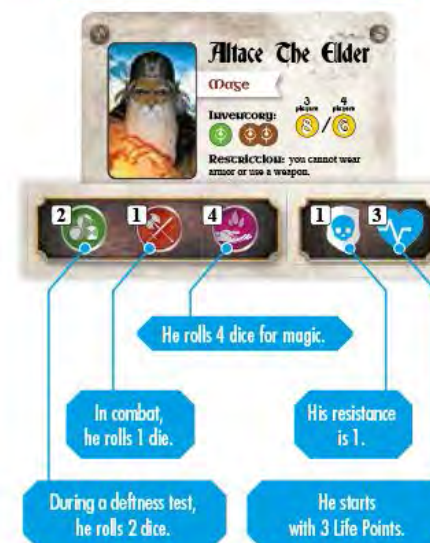 Altace The Elder
Mage
3 players 4 players
Inventory:
8 / 6
Restriction: you cannot wear
armor or use a weapon.
2 1 4 1 3
He rolls 4 dice for magic.
In combat,
he rolls 1 die.
His resistance
is 1.
During a deftness test,
he rolls 2 dice.
He starts
with 3 Life Points.